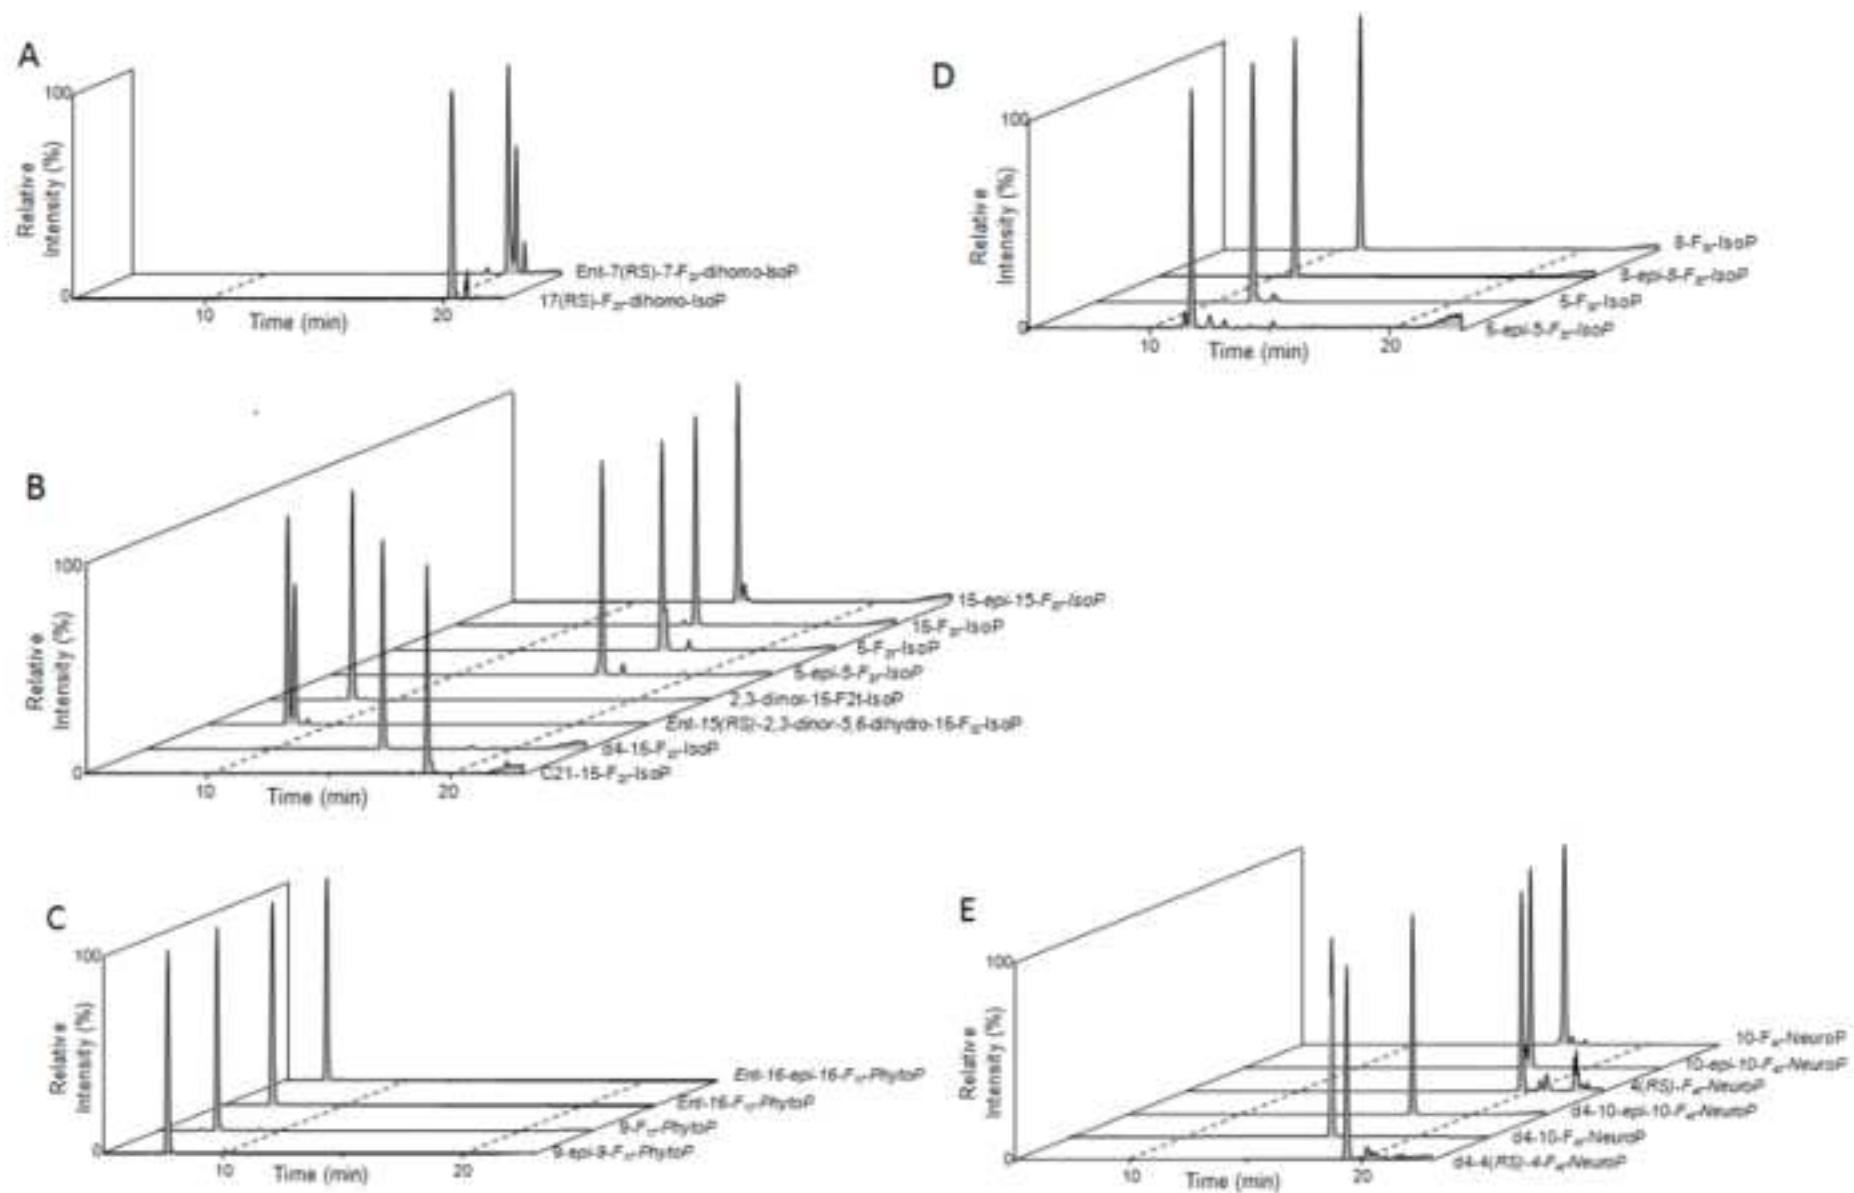 A
Relative
Intensity (%)
100
0
10
20
Time (min)
Ent-7(RS)-7-F2t-dihomo-IsoP
17(RS)-F2t-dihomo-IsoP
B
Relative
Intensity (%)
100
0
10
20
Time (min)
15-epi-15-F2t-IsoP
15-F2t-IsoP
5-F2t-IsoP
5-epi-5-F2t-IsoP
2,3-dinor-15-F2t-IsoP
Ent-15(RS)-2,3-dinor-5,6-dihydro-15-F2t-IsoP
d4-15-F2t-IsoP
C21-15-F2t-IsoP
C
Relative
Intensity (%)
100
0
10
20
Time (min)
Ent-16-epi-16-F1t-PhytoP
Ent-16-F1t-PhytoP
9-F1t-PhytoP
9-epi-9-F1t-PhytoP
D
Relative
Intensity (%)
100
0
10
20
Time (min)
8-F3t-IsoP
8-epi-8-F3t-IsoP
5-F3t-IsoP
5-epi-5-F3t-IsoP
E
Relative
Intensity (%)
100
0
10
20
Time (min)
10-F4t-NeuroP
10-epi-10-F4t-NeuroP
4(RS)-F4t-NeuroP
d4-10-epi-10-F4t-NeuroP
d4-10-F4t-NeuroP
d4-4(RS)-4-F4t-NeuroP